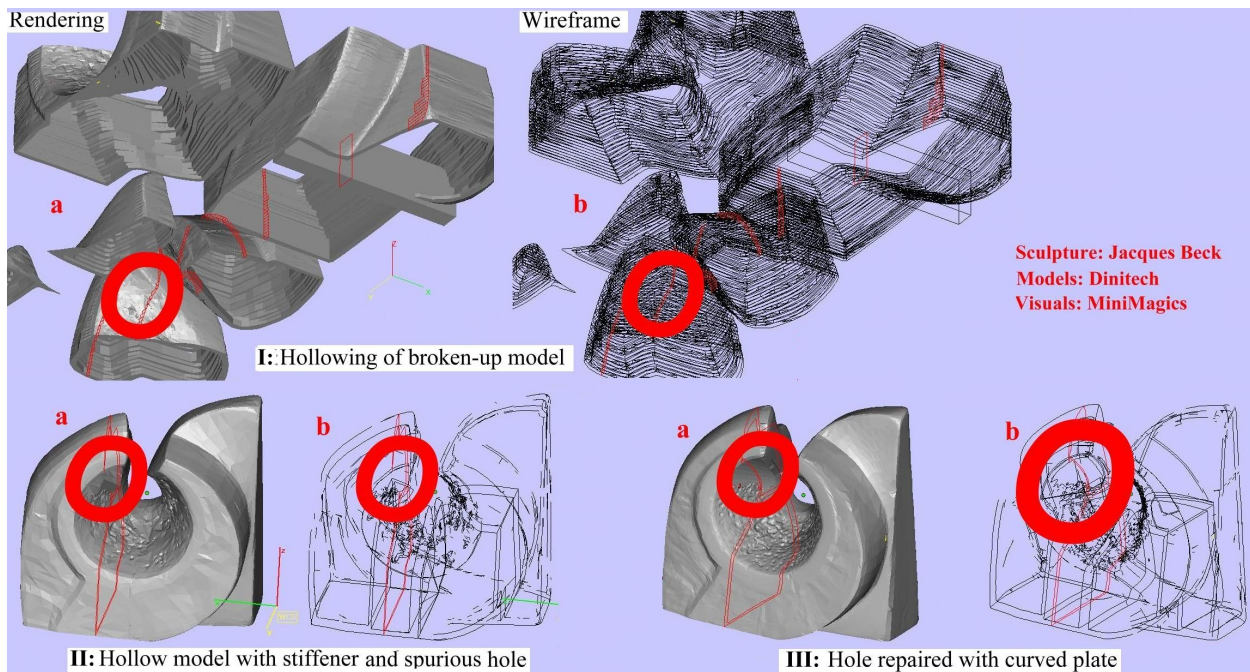 Rendering
Wireframe
a
b
z
x
Y
Sculpture: Jacques Beck
Models: Dinitech
Visuals: MiniMagics
I: Hollowing of broken-up model
a
b
a
b
z
WCS
II: Hollow model with stiffener and spurious hole
III: Hole repaired with curved plate